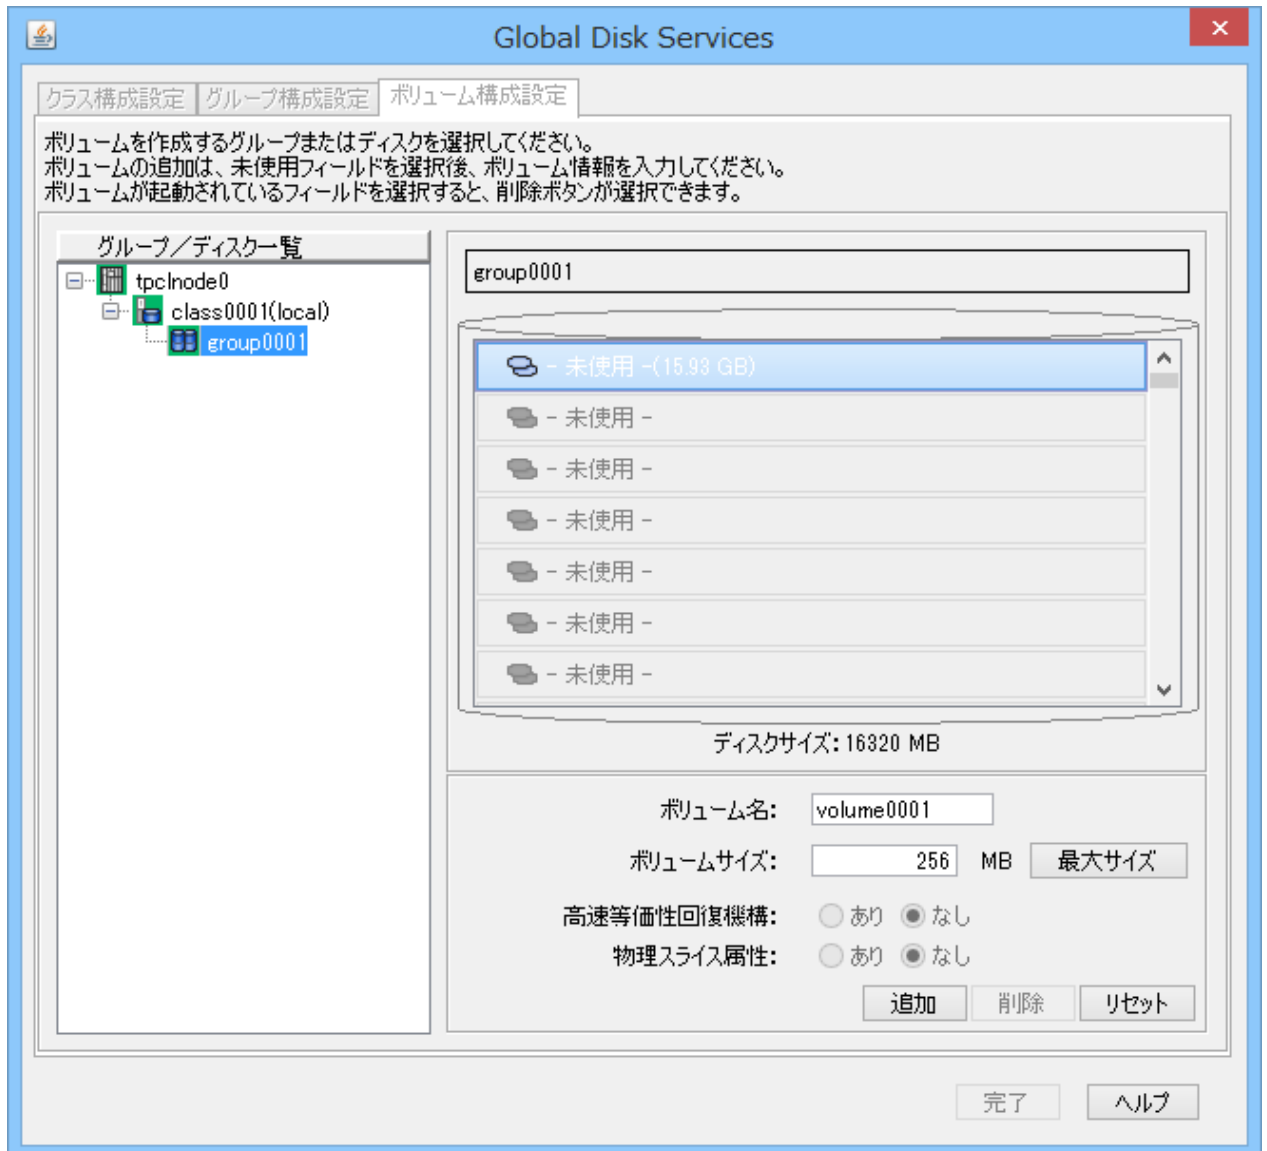 Global Disk Services
クラス構成設定 グループ構成設定 ボリューム構成設定
ボリュームを作成するグループまたはディスクを選択してください。
ボリュームの追加は、未使用フィールドを選択後、ボリューム情報を入力してください。
ボリュームが起動されているフィールドを選択すると、削除ボタンが選択できます。
グループ／ディスク一覧
tpclnode0
class0001(local)
group0001
group0001
- 未使用 -(15.93 GB)
- 未使用 -
- 未使用 -
- 未使用 -
- 未使用 -
- 未使用 -
- 未使用 -
ディスクサイズ: 16320 MB
ボリューム名: volume0001
ボリュームサイズ: 256 MB 最大サイズ
高速等価性回復機構: あり なし
物理スライス属性: あり なし
追加 削除 リセット
完了 ヘルプ